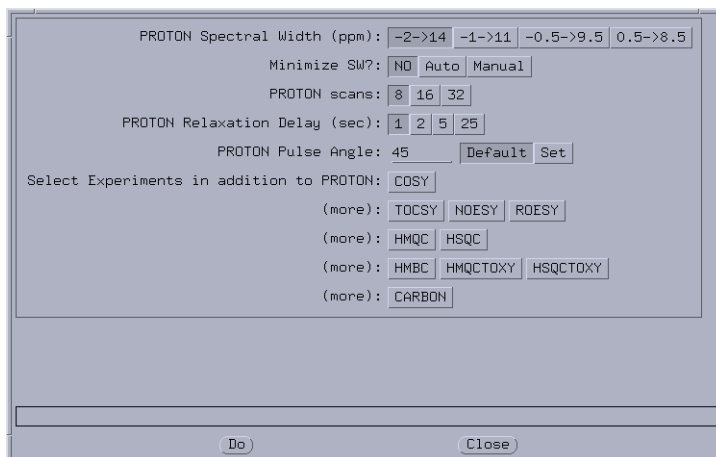 PROTON Spectral Width (ppm): -2->14 -1->11 -0.5->9.5 0.5->8.5
Minimize SW?: NO Auto Manual
PROTON scans: 8 16 32
PROTON Relaxation Delay (sec): 1 2 5 25
PROTON Pulse Angle: 45 Default Set
Select Experiments in addition to PROTON: COSY
(more): TOCSY NOESY ROESY
(more): HMQC HSQC
(more): HMBC HMQCTOXY HSQCTOXY
(more): CARBON
Do Close